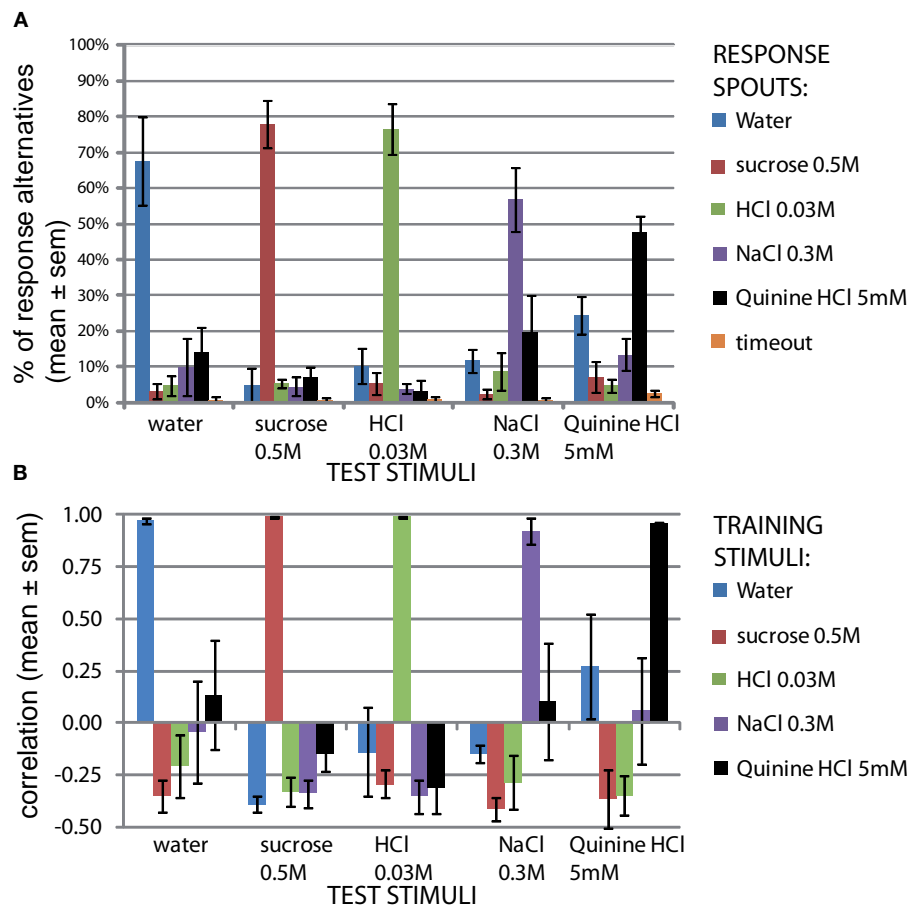 A
% of response alternatives
(mean ± sem)
100%
90%
80%
70%
60%
50%
40%
30%
20%
10%
0%
water
sucrose
0.5M
HCl
0.03M
NaCl
0.3M
Quinine HCl
5mM
TEST STIMULI
RESPONSE
SPOUTS:
Water
sucrose 0.5M
HCl 0.03M
NaCl 0.3M
Quinine HCl 5mM
timeout
B
correlation (mean ± sem)
1.00
0.75
0.50
0.25
0.00
-0.25
-0.50
water
sucrose
0.5M
HCl
0.03M
NaCl
0.3M
Quinine HCl
5mM
TEST STIMULI
TRAINING
STIMULI:
Water
sucrose 0.5M
HCl 0.03M
NaCl 0.3M
Quinine HCl 5mM